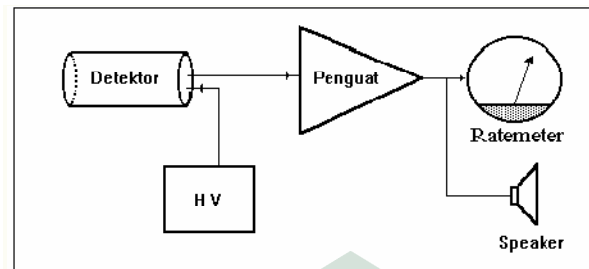 Detektor
Penguat
Ratemeter
H V
Speaker